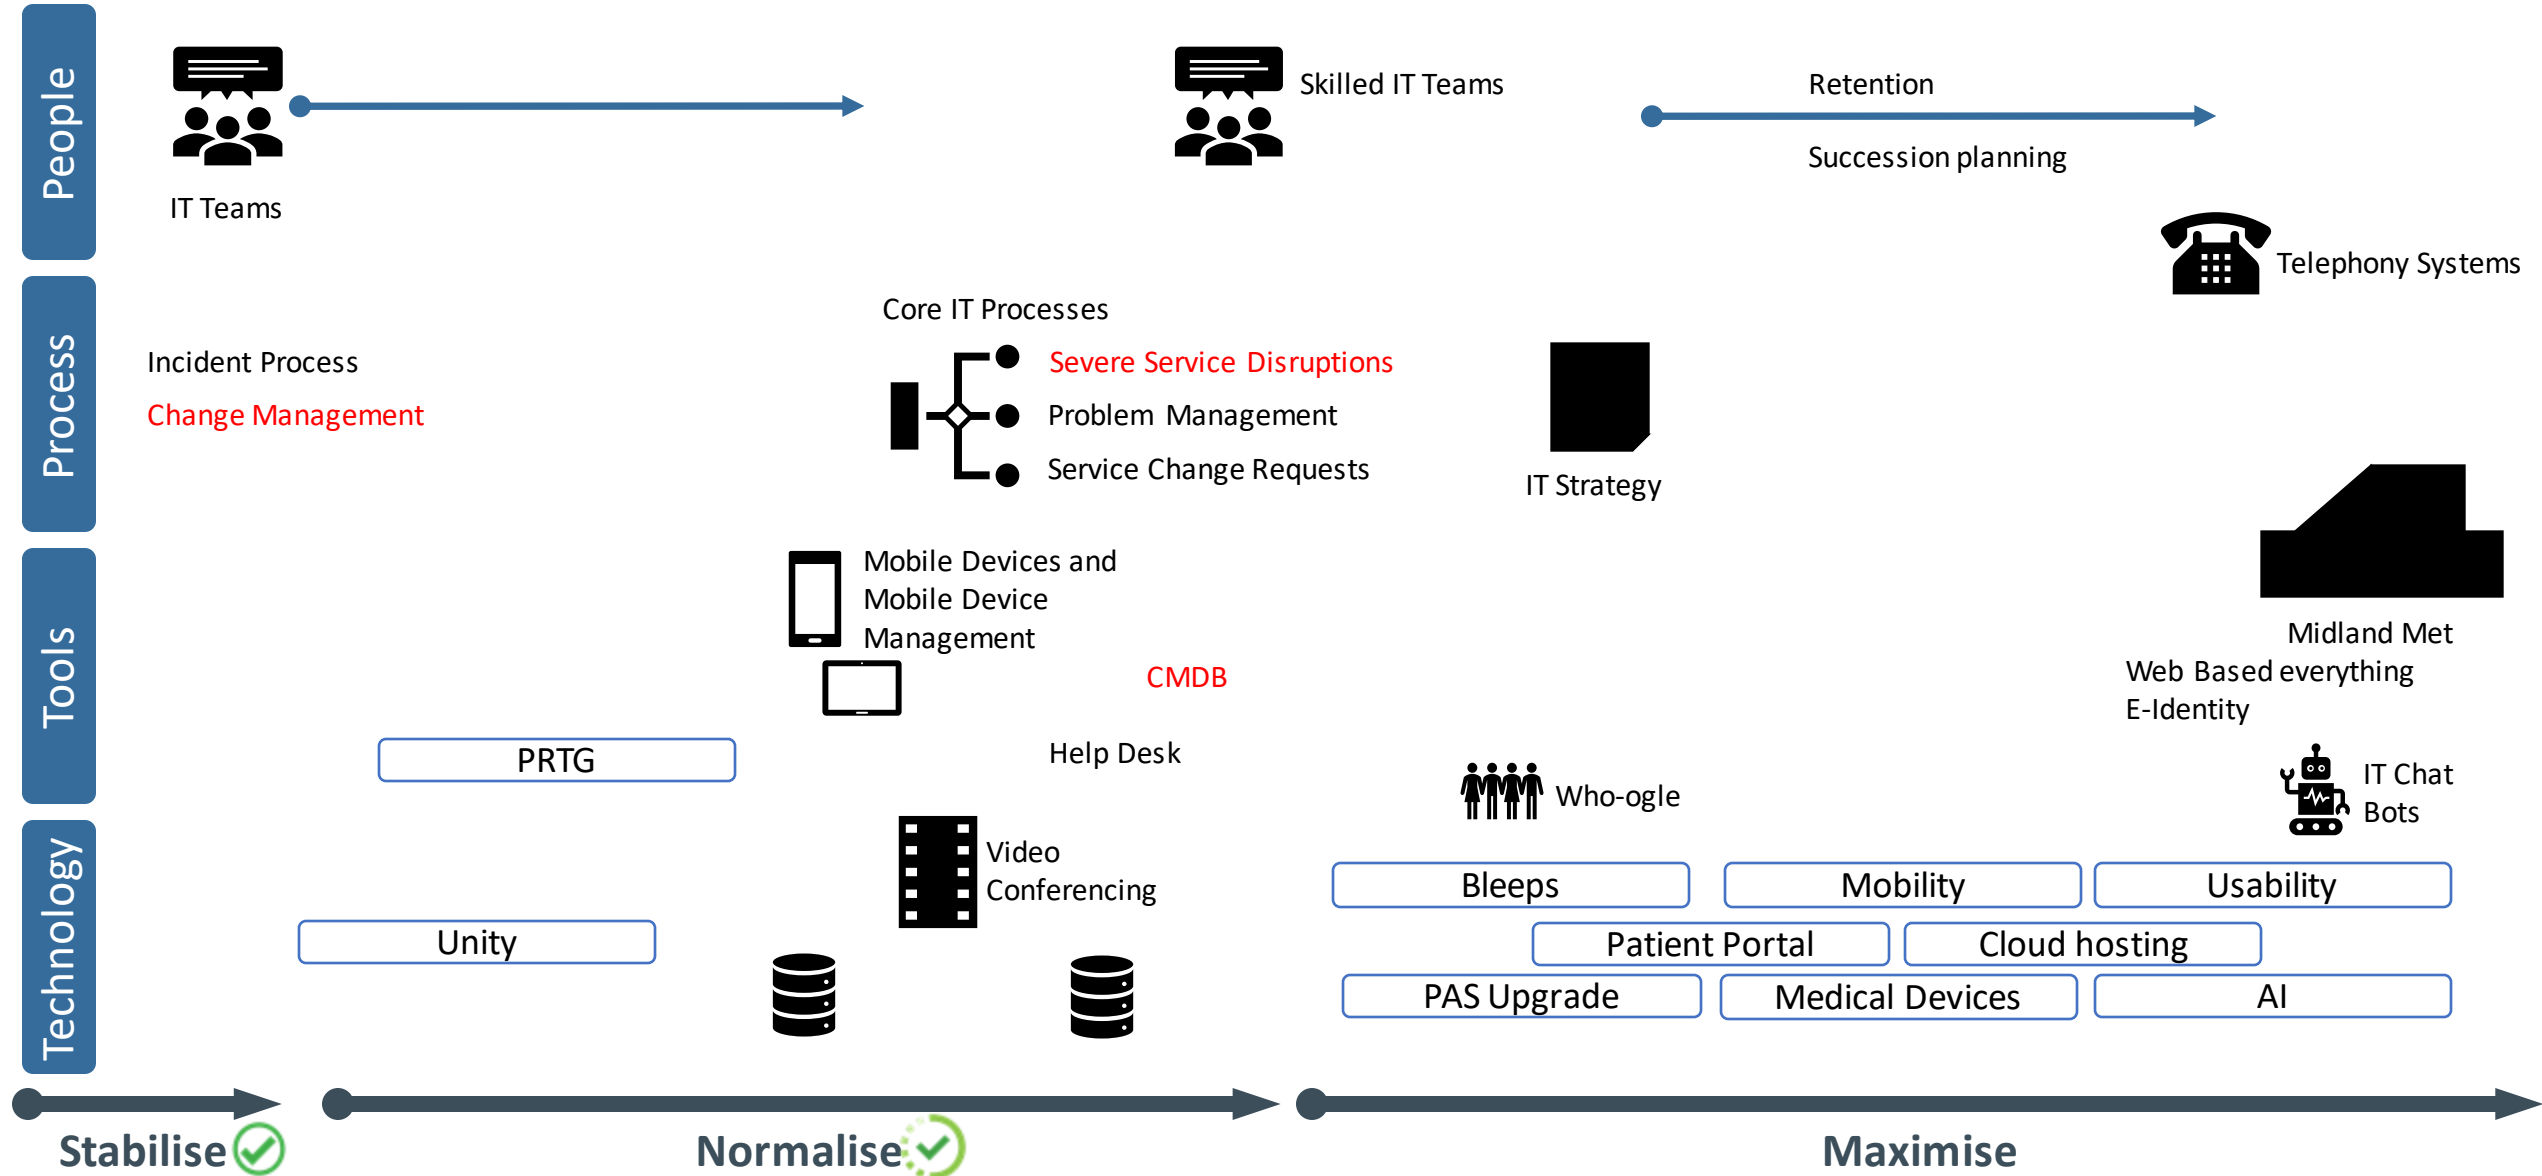 People
IT Teams
Skilled IT Teams
Retention
Succession planning
Telephony Systems
Process
Incident Process
Change Management
Core IT Processes
Severe Service Disruptions
Problem Management
Service Change Requests
IT Strategy
Tools
Mobile Devices and
Mobile Device
Management
CMDB
PRTG
Help Desk
Who-ogle
Midland Met
Web Based everything
E-Identity
IT Chat
Bots
Technology
Video
Conferencing
Unity
Bleeps
Mobility
Usability
Patient Portal
Cloud hosting
PAS Upgrade
Medical Devices
AI
Stabilise
Normalise
Maximise